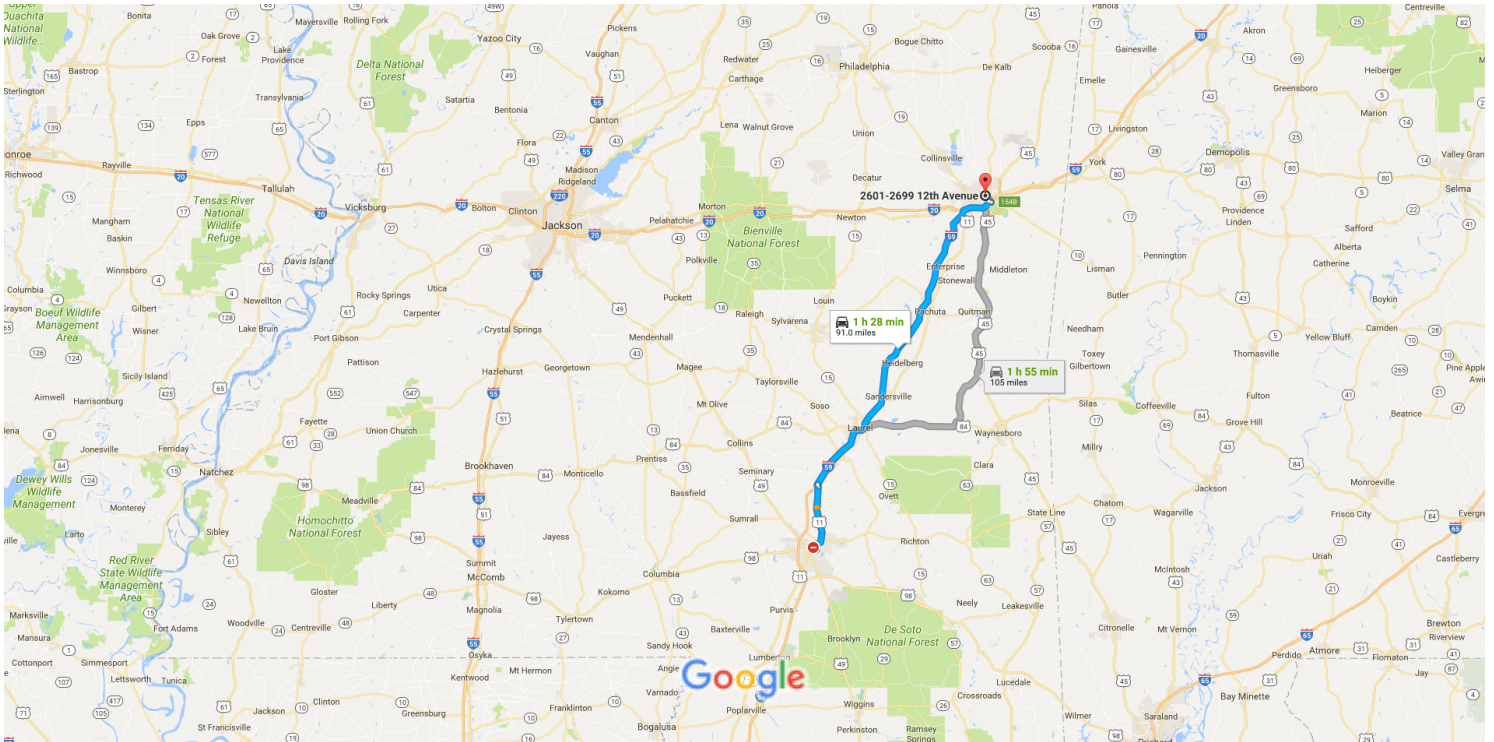 Upper
Ouachita
National
Wildlife...
Bonita
Mayersville
Rolling Fork
Pickens
Panola
Centreville
Oak Grove
Forest
Lake
Providence
Yazoo City
Vaughan
Redwater
Carthage
Bogue Chitto
Philadelphia
Scooba
De Kalb
Gainesville
Akron
Heiberger
Bastrop
Sterlington
Delta National
Forest
Satartia
Bentonia
Emelle
Greensboro
Transylvania
Epps
Canton
Lena
Walnut Grove
Union
Livingston
Marion
Flora
Madison
Ridgeland
Collinsville
York
Demopolis
Valley Gran
onroe
Richwood
Rayville
Tallulah
Decatur
2601-2699 12th Avenue
Selma
Mangham
Baskin
Tensas River
National
Wildlife
Refuge
Vicksburg
Bolton
Clinton
Jackson
Pelahatchie
Morton
Newton
Providence
Linden
Safford
Bienville
National Forest
Polkville
Alberta
Catherine
Winnsboro
Davis Island
Enterprise
Stonewall
Middleton
Lisman
Pennington
Columbia
Grayson
Boeuf Wildlife
Management
Area
Gilbert
Wisner
Newellton
Lake Bruin
Rocky Springs
Utica
Carpenter
Port Gibson
Puckett
Raleigh
Sylvarena
Louin
Pachuta
Quitman
Butler
Boykin
Camden
1 h 28 min
91.0 miles
Needham
Crystal Springs
Mendenhall
Yellow Bluff
Pattison
Hazlehurst
Georgetown
Magee
Taylorsville
Heidelberg
Toxey
Gilbertown
Thomasville
Pine Apple
1 h 55 min
105 miles
Sicily Island
Aimwell
Harrisonburg
Fayette
Union Church
Mt Olive
Soso
Sandersville
Silas
Coffeeville
Fulton
Beatrice
Laurel
Waynesboro
Grove Hill
Jonesville
Ferriday
Natchez
Collins
Millry
Dewey Wills
Wildlife
Management
Meadville
Brookhaven
Monticello
Prentiss
Seminary
Bassfield
Clara
Ovett
Jackson
Monroeville
Monterey
Homochitto
National Forest
Sumrall
State Line
Chatom
Wagarville
Frisco City
Larto
Sibley
Jayess
Richton
Uriah
Castleberry
Red River
State Wildlife
Management
Area
Summit
McComb
Columbia
McIntosh
Gloster
Liberty
Magnolia
Kokomo
Tylertown
Purvis
Neely
Leakesville
Marksville
Mansura
Fort Adams
Woodville
Centreville
Baxterville
Brooklyn
De Soto
National Forest
Citronelle
Mt Vernon
Brewton
Riverview
Sandy Hook
Cottonport
Simmesport
Osyka
Lumberton
Perdido
Atmore
Flomaton
Lettsworth
Tunica
Kentwood
Mt Hermon
Angie
Google
Varnado
Lucedale
Jay
Jackson
Clinton
Greensburg
Franklinton
Poplarville
Wiggins
Crossroads
Bay Minette
St Francisville
Bogalusa
Perkinston
Ramsey
Springs
Wilmer
Saraland
Prichard